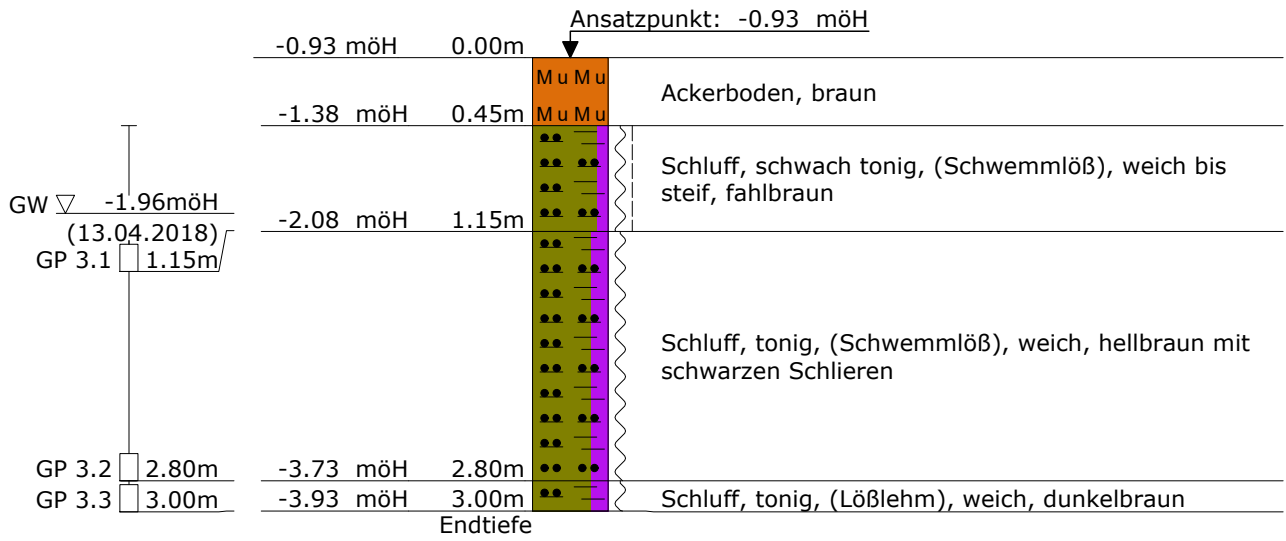 Ansatzpunkt: -0.93 möH
-0.93 möH 0.00m
Mu Mu
Ackerboden, braun
-1.38 möH 0.45m
Mu Mu
Schluff, schwach tonig, (Schwemmlöß), weich bis
steif, fahlbraun
GW -1.96möH
(13.04.2018)
-2.08 möH 1.15m
GP 3.1 1.15m
Schluff, tonig, (Schwemmlöß), weich, hellbraun mit
schwarzen Schlieren
GP 3.2 2.80m
-3.73 möH 2.80m
GP 3.3 3.00m
-3.93 möH 3.00m
Schluff, tonig, (Lößlehm), weich, dunkelbraun
Endtiefe